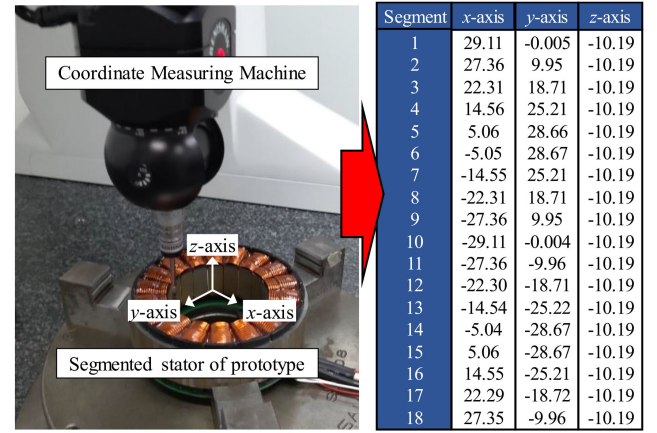 Coordinate Measuring Machine
z-axis
y-axis
x-axis
Segmented stator of prototype
Segment x-axis y-axis z-axis
1 29.11 -0.005 -10.19
2 27.36 9.95 -10.19
3 22.31 18.71 -10.19
4 14.56 25.21 -10.19
5 5.06 28.66 -10.19
6 -5.05 28.67 -10.19
7 -14.55 25.21 -10.19
8 -22.31 18.71 -10.19
9 -27.36 9.95 -10.19
10 -29.11 -0.004 -10.19
11 -27.36 -9.96 -10.19
12 -22.30 -18.71 -10.19
13 -14.54 -25.22 -10.19
14 -5.04 -28.67 -10.19
15 5.06 -28.67 -10.19
16 14.55 -25.21 -10.19
17 22.29 -18.72 -10.19
18 27.35 -9.96 -10.19